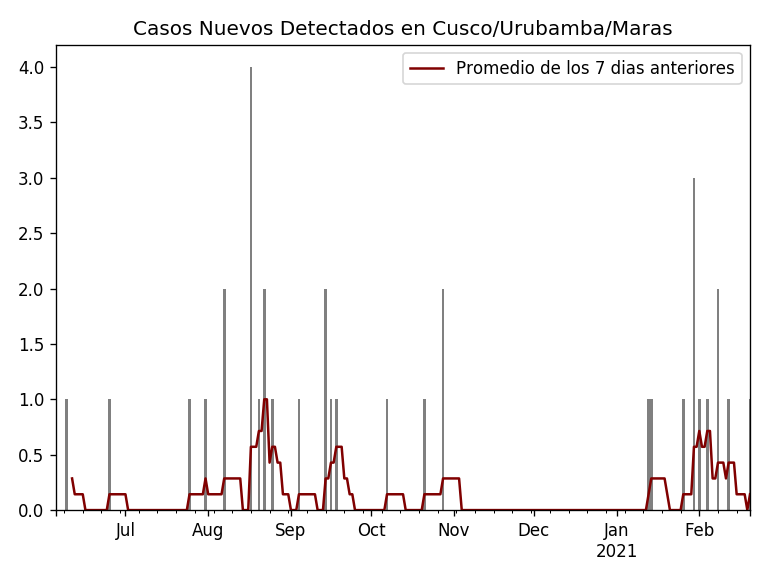 Casos Nuevos Detectados en Cusco/Urubamba/Maras
Promedio de los 7 dias anteriores
4.0
3.5
3.0
2.5
2.0
1.5
1.0
0.5
0.0
Jul
Aug
Sep
Oct
Nov
Dec
Jan
2021
Feb